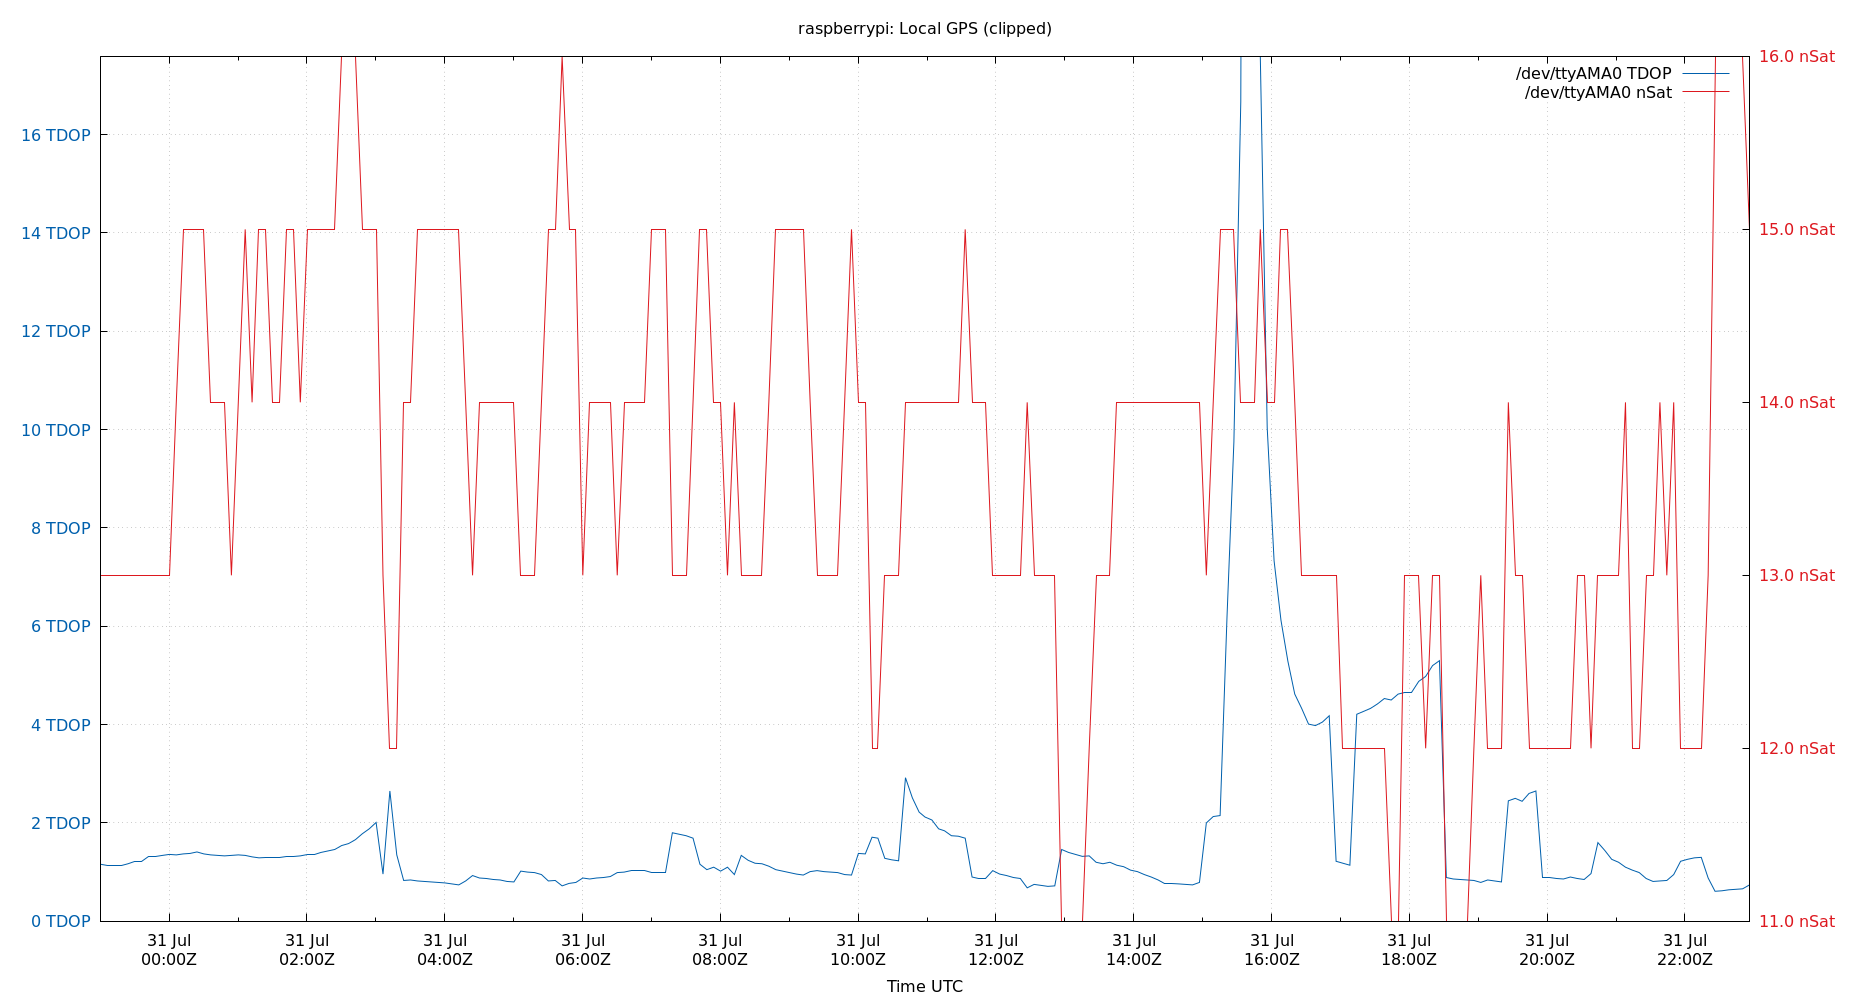 raspberrypi: Local GPS (clipped)
16.0 nSat
/dev/ttyAMA0 TDOP
/dev/ttyAMA0 nSat
16 TDOP
14 TDOP
15.0 nSat
12 TDOP
14.0 nSat
10 TDOP
8 TDOP
13.0 nSat
6 TDOP
4 TDOP
12.0 nSat
2 TDOP
0 TDOP
11.0 nSat
31 Jul 31 Jul 31 Jul 31 Jul 31 Jul 31 Jul 31 Jul 31 Jul 31 Jul 31 Jul 31 Jul 31 Jul
00:00Z 02:00Z 04:00Z 06:00Z 08:00Z 10:00Z 12:00Z 14:00Z 16:00Z 18:00Z 20:00Z 22:00Z
Time UTC